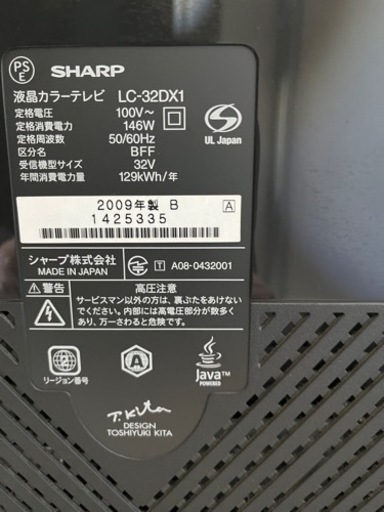 PS E SHARP
液晶カラーテレビ LC-32DX1
定格電圧 100V～
定格消費電力 146W
定格周波数 50/60Hz
区分 BFF
受信機型サイズ 32V
年間消費電力量 129kWh/年
UL Japan
2009年製 B A
1425335
シャープ株式会社
MADE IN JAPAN
T A08-0432001
警告 高圧注意
サービスマン以外の方は、裏ぶたをあけないでください。内部には高電圧部分が数多く
あり、万一さわると危険です。
2
リージョン番号
A
Java
POWERED
T. Kita
DESIGN
TOSHIYUKI KITA